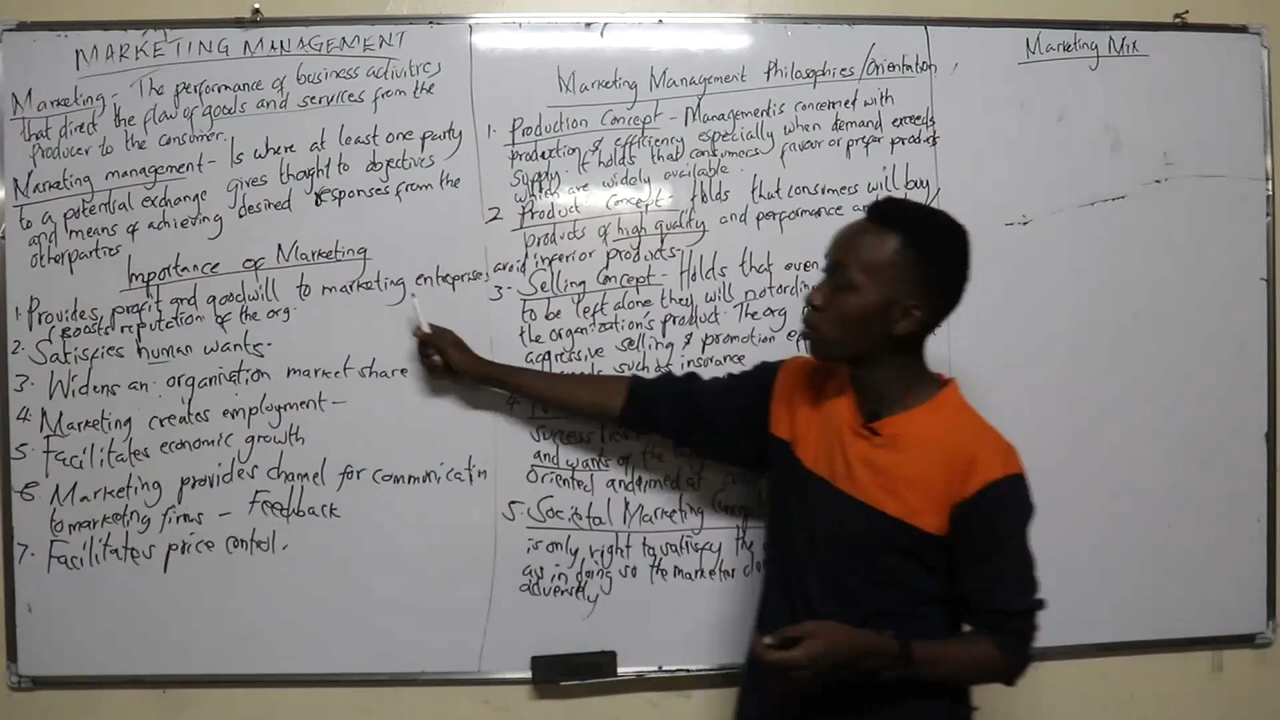 MARKETING MANAGEMENT
Marketing - The performance of business activities
that direct the flow of goods and services from the
producer to the consumer.
Marketing management - Is where at least one party
to a potential exchange gives thought to objectives
and means of achieving desired responses from the
other parties
Importance of Marketing
1. Provides profit and goodwill to marketing enteprises
(Boosts reputation of the org.
2. Satisfies human wants.
3. Widens an organisation market share
4. Marketing creates employment -
5. Facilitates economic growth
6. Marketing provides channel for communicatin
to marketing firms - Feedback
7. Facilitates price control.
Marketing Management Philosophies/Orientation
1. Production Concept - Management is concerned with
production & efficiency especially when demand exceeds
supply. It holds that consumers favour or prefer products
which are widely available.
2 Product Concept - Holds that consumers will buy
products of high quality and performance and
avoid inferior products.
3. Selling Concept - Holds that even
to be left alone they will not ordin
the organization's product. The org
aggressive selling & promotion ef
such as insurance
4.
success
and wants of the
oriented and aimed at
5. Societal Marketing Conc
is only right to satisfy the
as in doing so the marketer
adversely
Marketing Mix